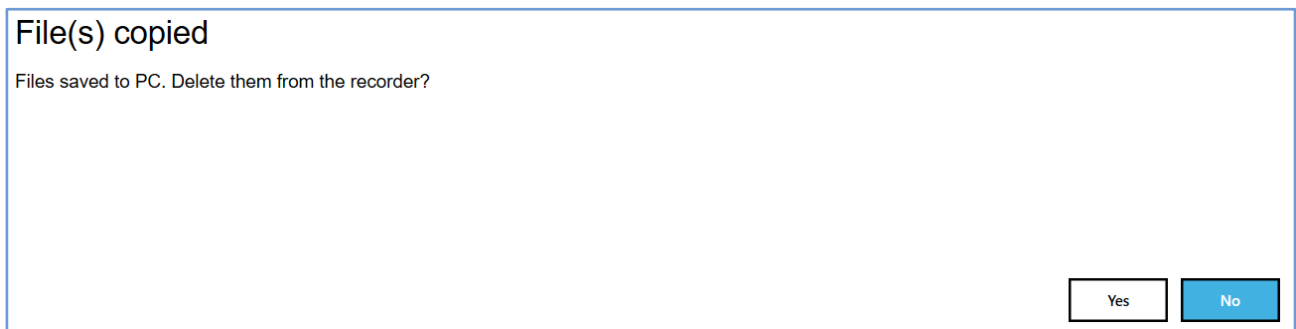 File(s) copied
Files saved to PC. Delete them from the recorder?
Yes No